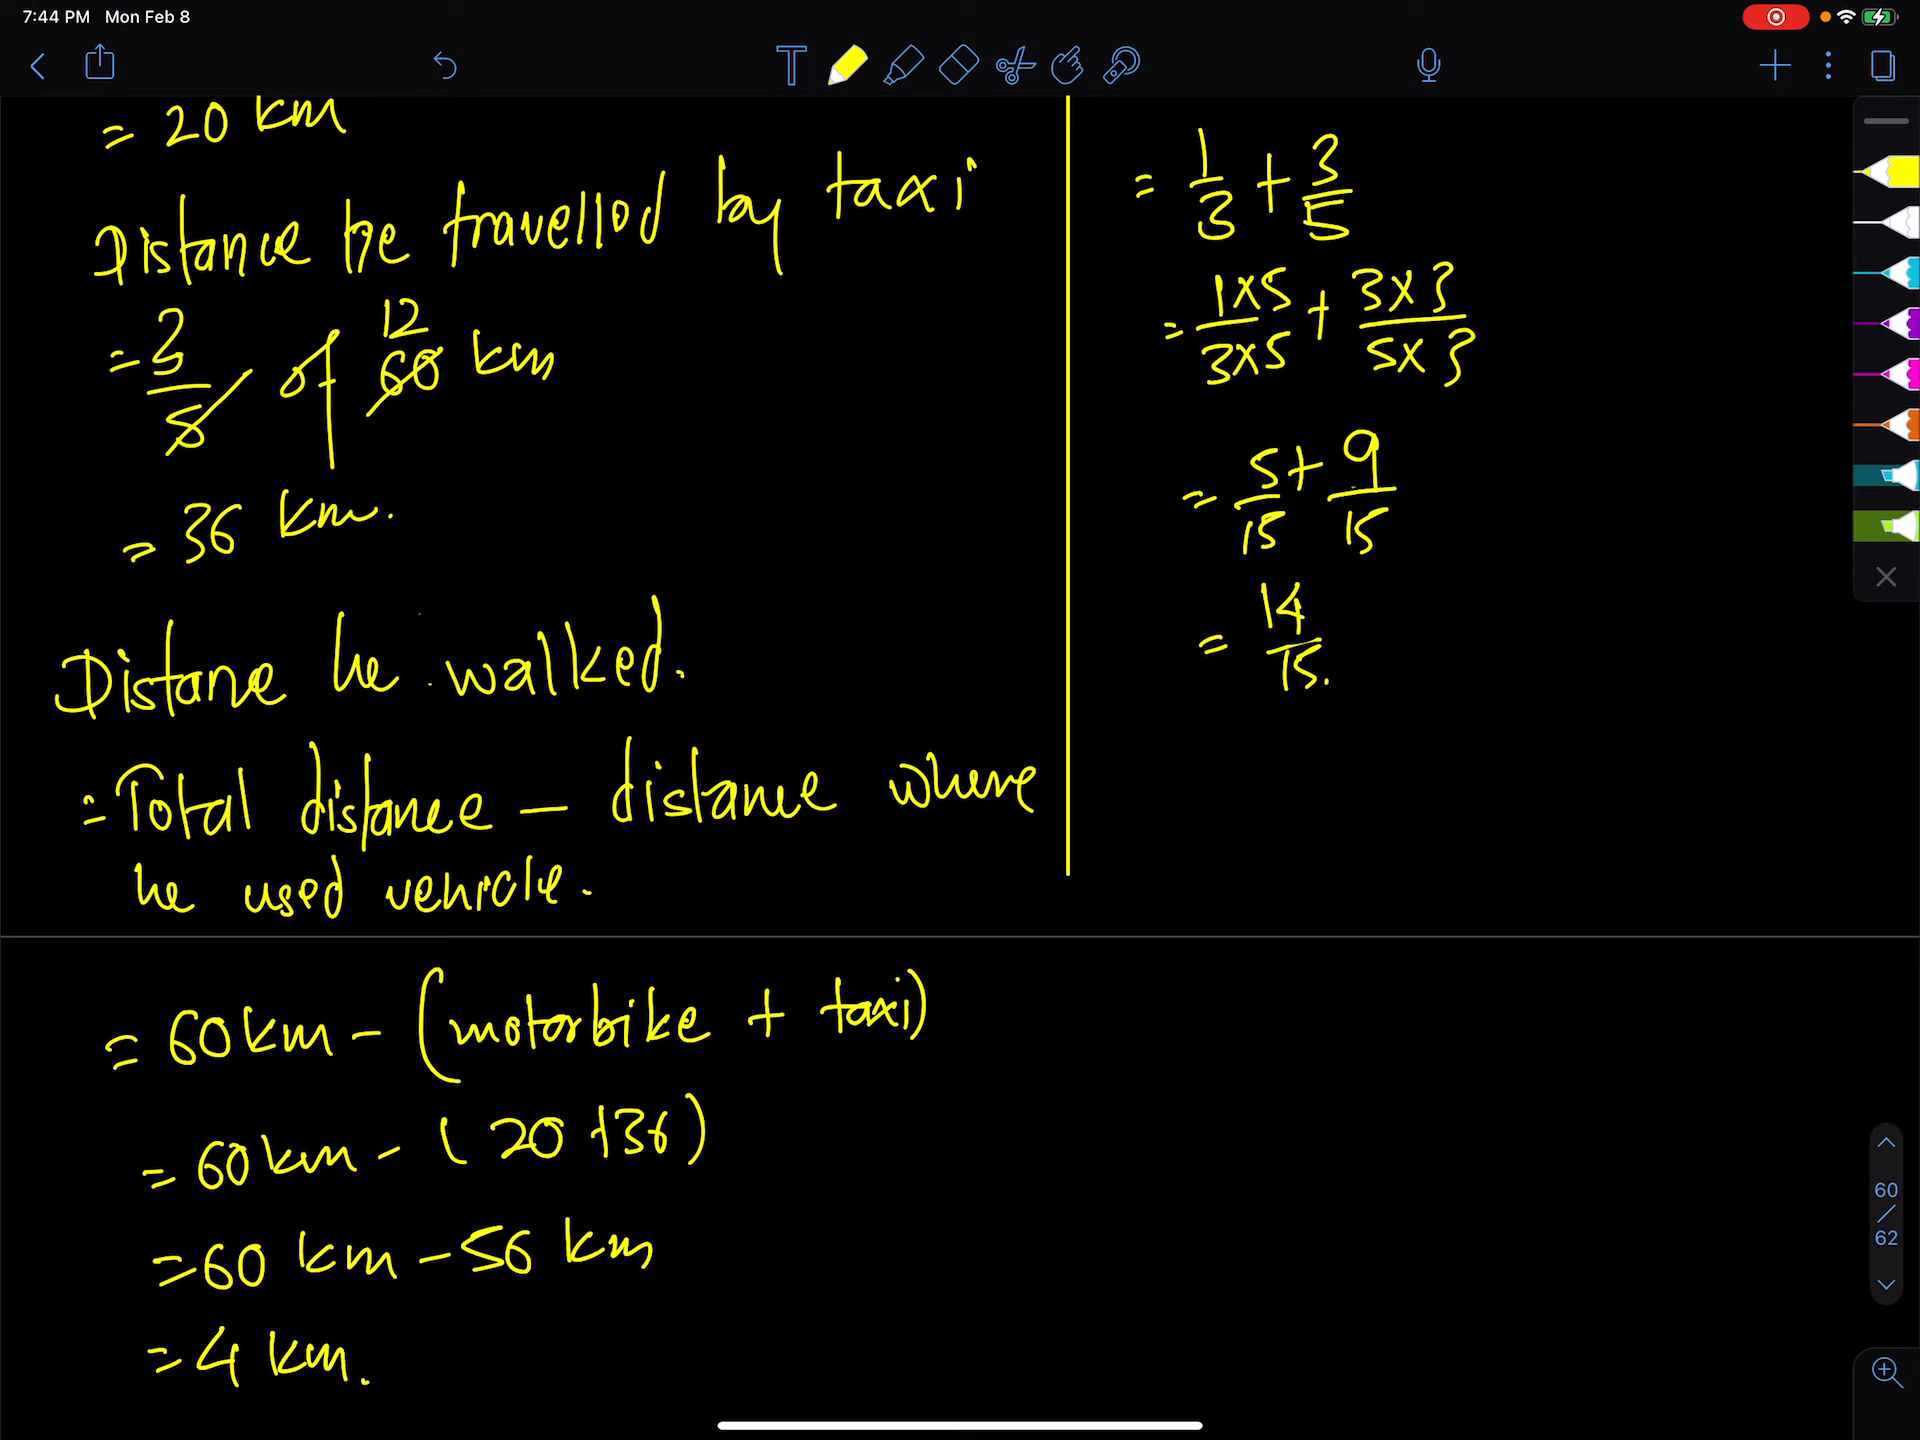 7:44 PM Mon Feb 8
= 20 km
Distance he travelled by taxi
= 3/5 of 60 km
12
= 36 km.
Distane he walked.
= Total distance - distance where
he used vehicle.
= 60 km - (motorbike + taxi)
= 60 km - (20 + 36)
= 60 km - 56 km
= 4 km.
= 1/3 + 3/5
= 1×5/3×5 + 3×3/5×3
= 5/15 + 9/15
= 14/15.
60
/
62